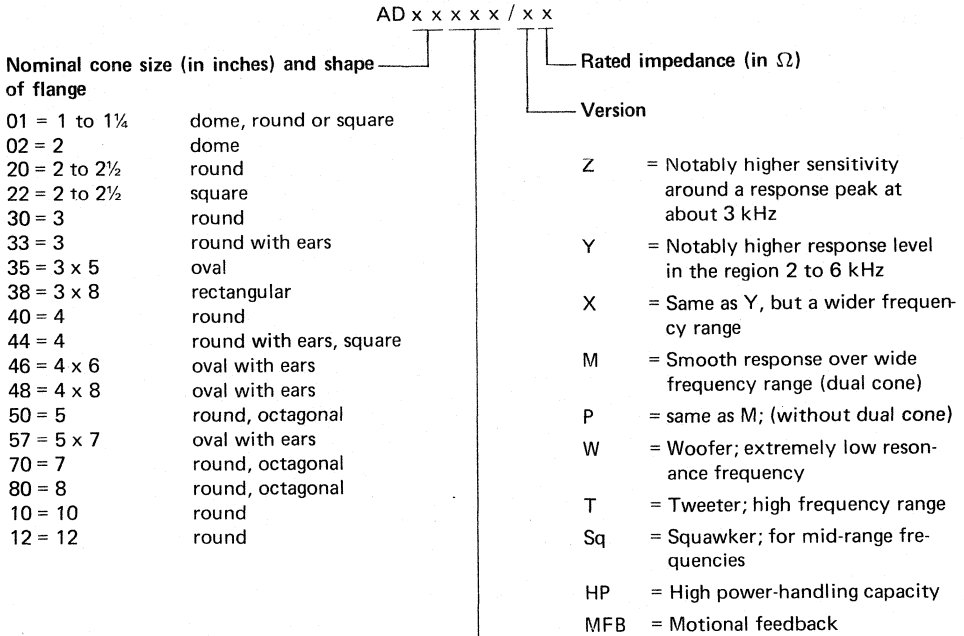 AD x x x x x / x x
Nominal cone size (in inches) and shape
of flange
01 = 1 to 1¼ dome, round or square
02 = 2 dome
20 = 2 to 2½ round
22 = 2 to 2½ square
30 = 3 round
33 = 3 round with ears
35 = 3 x 5 oval
38 = 3 x 8 rectangular
40 = 4 round
44 = 4 round with ears, square
46 = 4 x 6 oval with ears
48 = 4 x 8 oval with ears
50 = 5 round, octagonal
57 = 5 x 7 oval with ears
70 = 7 round, octagonal
80 = 8 round, octagonal
10 = 10 round
12 = 12 round
Rated impedance (in Ω)
Version
Z = Notably higher sensitivity
around a response peak at
about 3 kHz
Y = Notably higher response level
in the region 2 to 6 kHz
X = Same as Y, but a wider frequen-
cy range
M = Smooth response over wide
frequency range (dual cone)
P = same as M; (without dual cone)
W = Woofer; extremely low reson-
ance frequency
T = Tweeter; high frequency range
Sq = Squawker; for mid-range fre-
quencies
HP = High power-handling capacity
MFB = Motional feedback